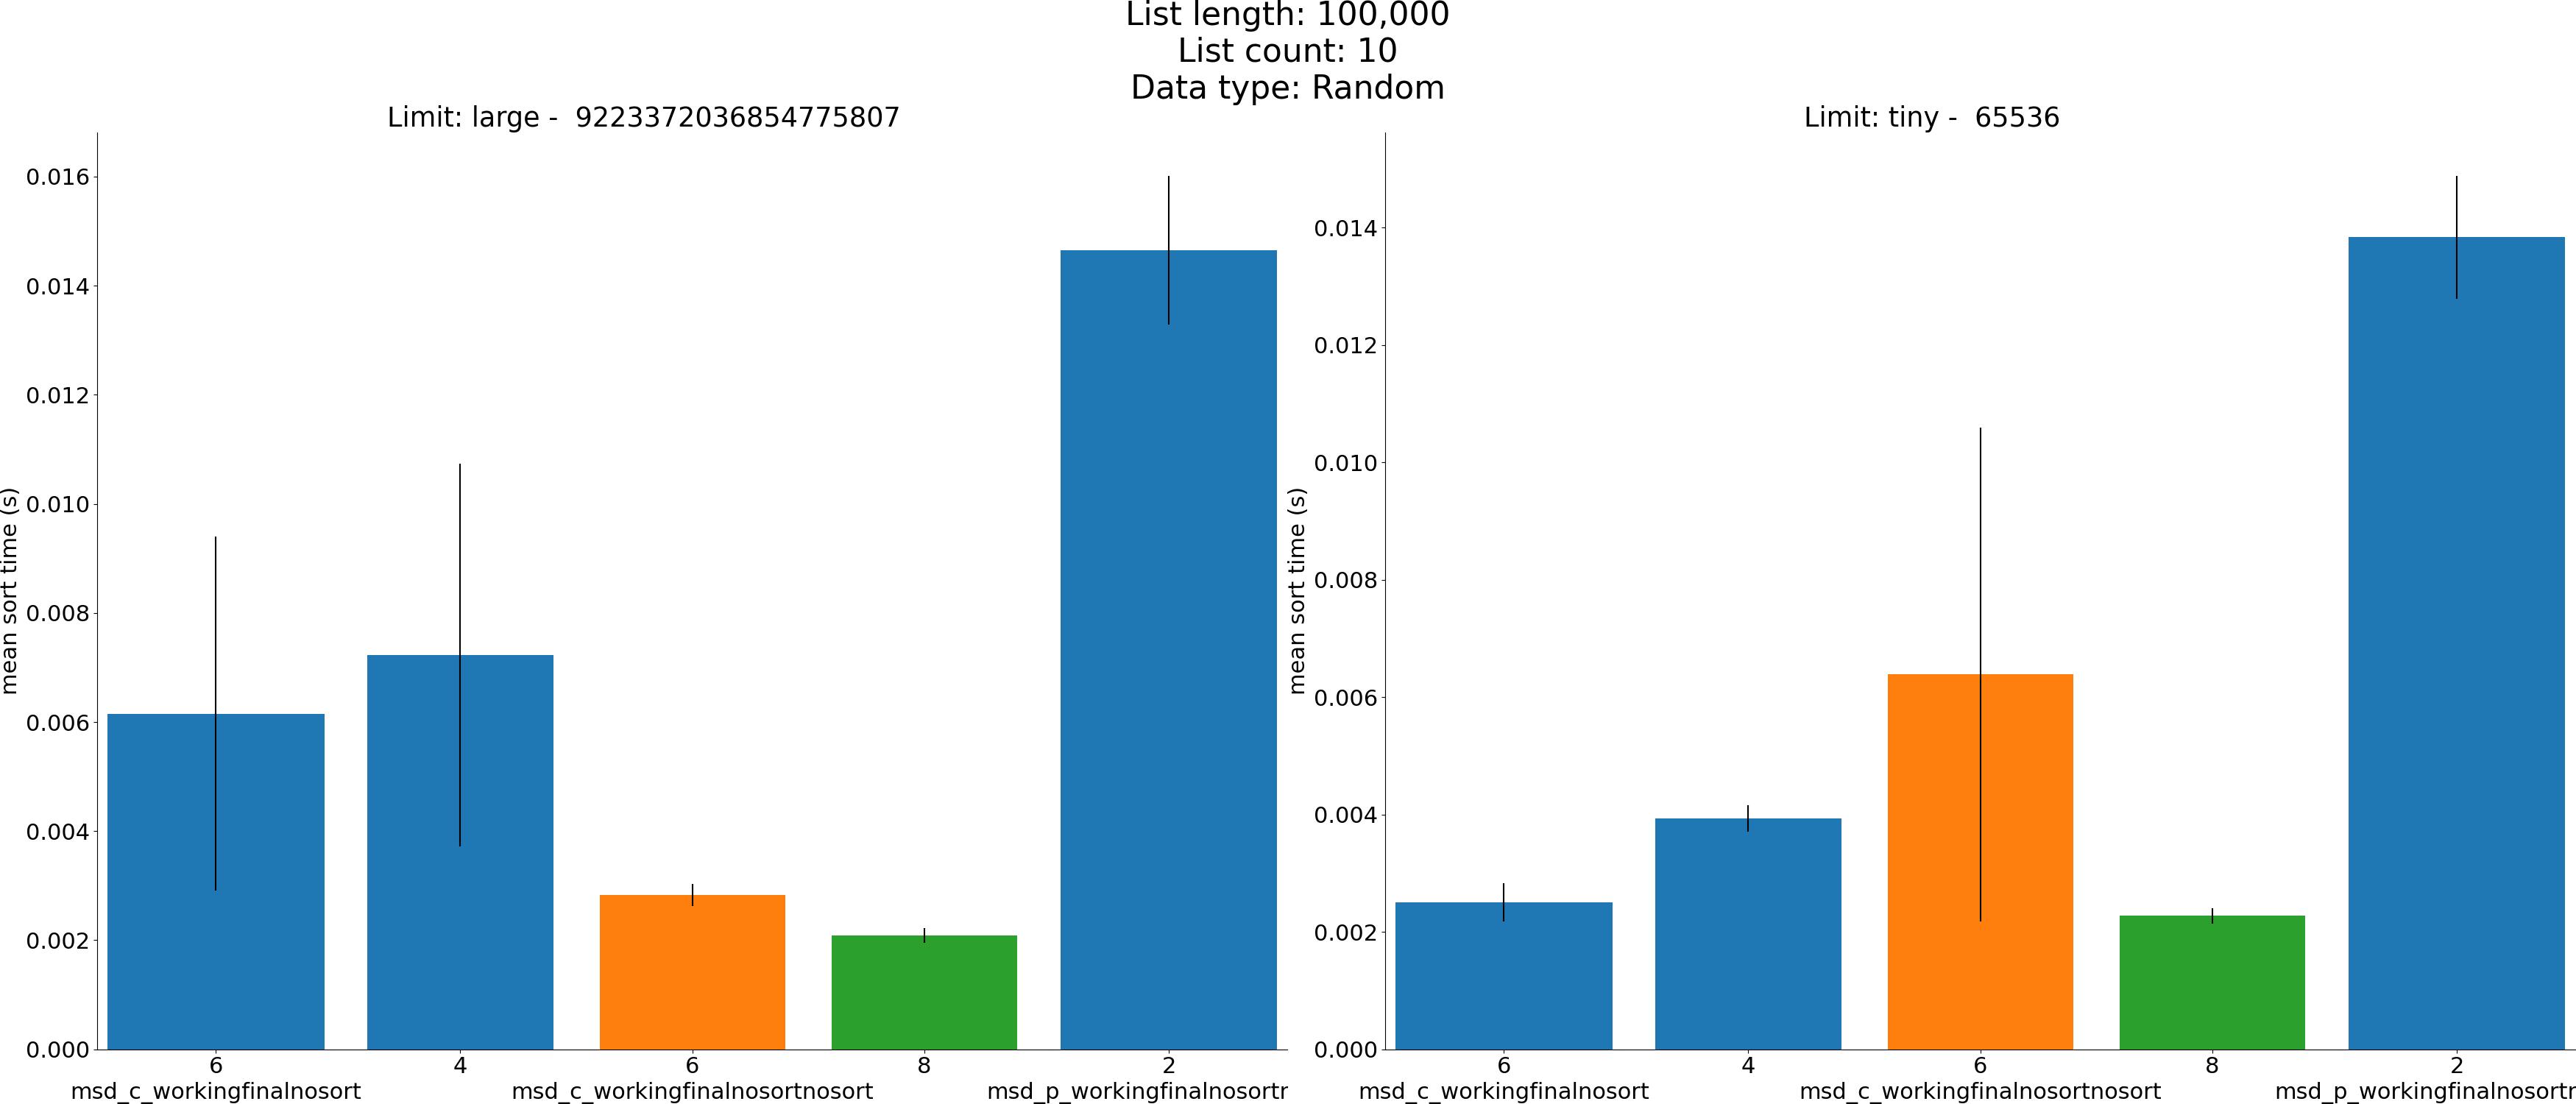 List length: 100,000
List count: 10
Data type: Random
Limit: large -  9223372036854775807
mean sort time (s)
0.016
0.014
0.012
0.010
0.008
0.006
0.004
0.002
0.000
6 4 6 8 2
msd_c_workingfinalnosort msd_c_workingfinalnosortnosort msd_p_workingfinalnosortr
Limit: tiny -  65536
mean sort time (s)
0.014
0.012
0.010
0.008
0.006
0.004
0.002
0.000
6 4 6 8 2
msd_c_workingfinalnosort msd_c_workingfinalnosortnosort msd_p_workingfinalnosortr